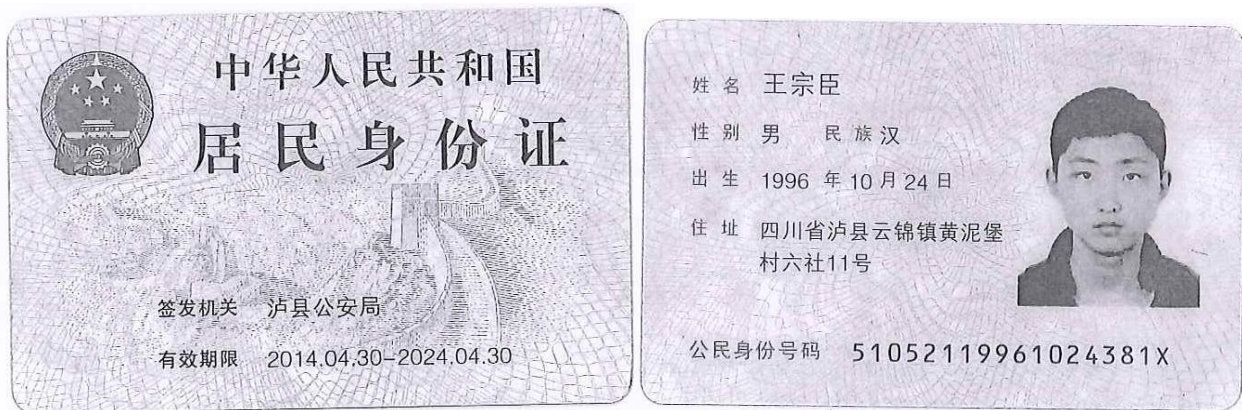 中华人民共和国
居民身份证
签发机关 泸县公安局
有效期限 2014.04.30-2024.04.30
姓名 王宗臣
性别 男 民族 汉
出生 1996 年 10 月 24 日
住址 四川省泸县云锦镇黄泥堡
村六社11号
公民身份号码 51052119961024381X